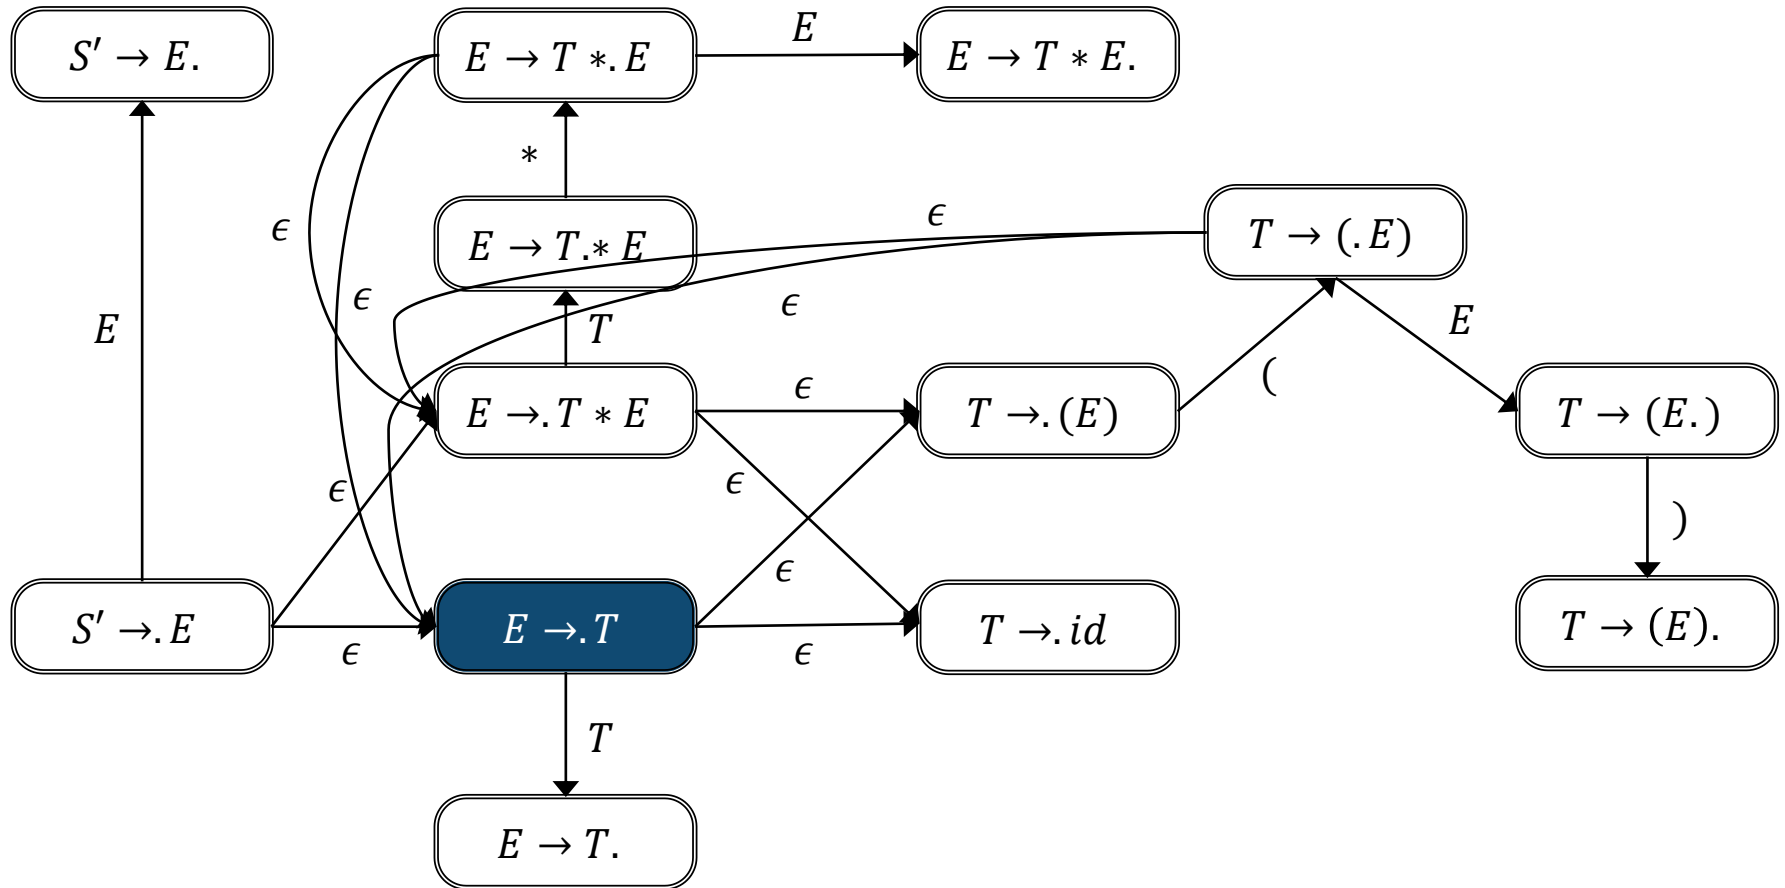 S′ → E.
E → T ∗. E
E
E → T ∗ E.
∗
ϵ
E → T.∗ E
ϵ
T → (. E)
ϵ
ϵ
E
T
E
E →. T ∗ E
ϵ
T →. (E)
(
T → (E.)
ϵ
ϵ
)
ϵ
S′ →. E
ϵ
E →. T
ϵ
T →. id
T → (E).
T
E → T.